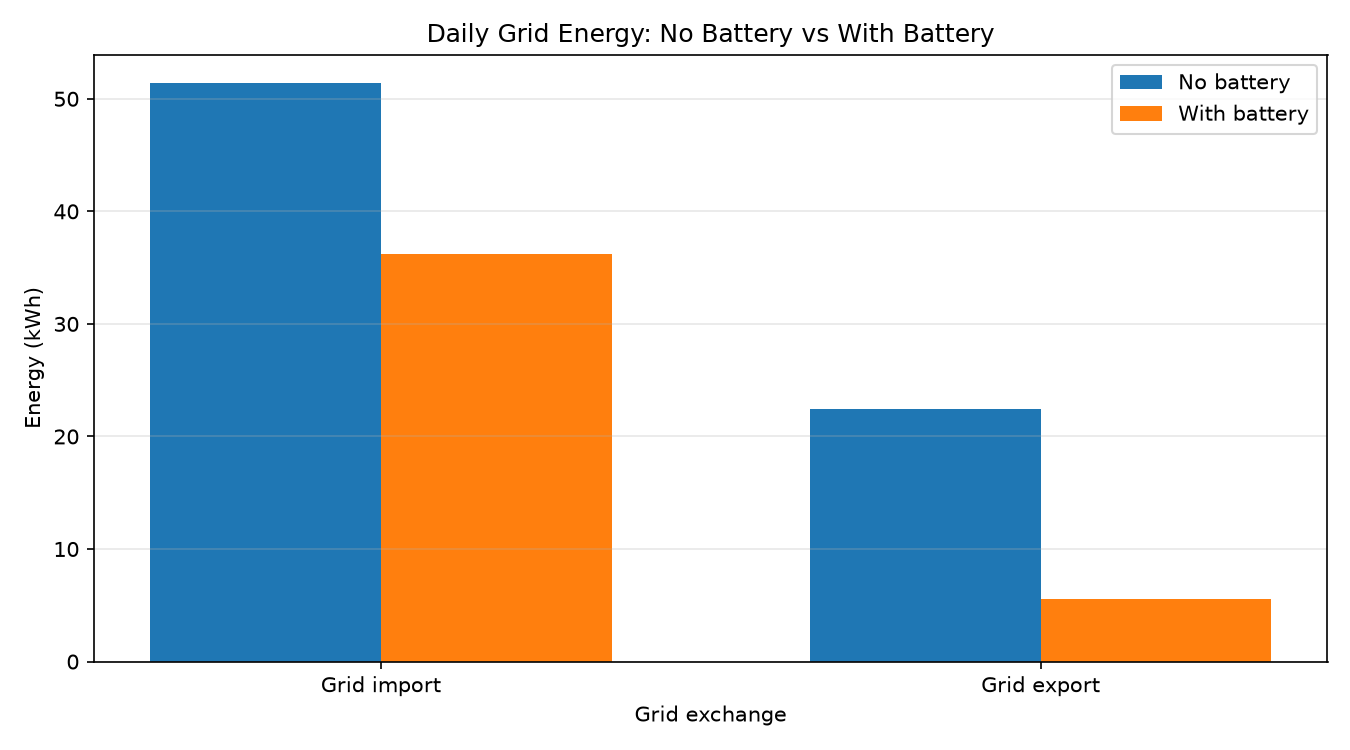 Daily Grid Energy: No Battery vs With Battery
No battery
With battery
Energy (kWh)
50
40
30
20
10
0
Grid import
Grid export
Grid exchange